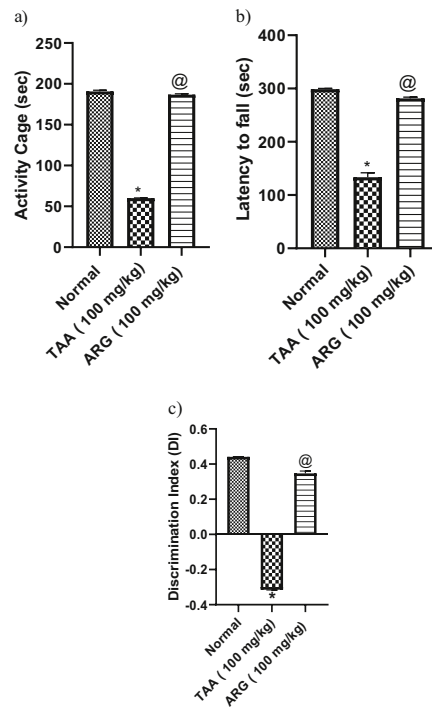 a)
Activity Cage (sec)
250
200
150
100
50
0
*
@
Normal
TAA ( 100 mg/kg)
ARG ( 100 mg/kg)
b)
Latency to fall (sec)
400
300
200
100
0
*
@
Normal
TAA ( 100 mg/kg)
ARG ( 100 mg/kg)
c)
Discrimination Index (DI)
0.6
0.4
0.2
0.0
-0.2
-0.4
*
@
Normal
TAA ( 100 mg/kg)
ARG ( 100 mg/kg)